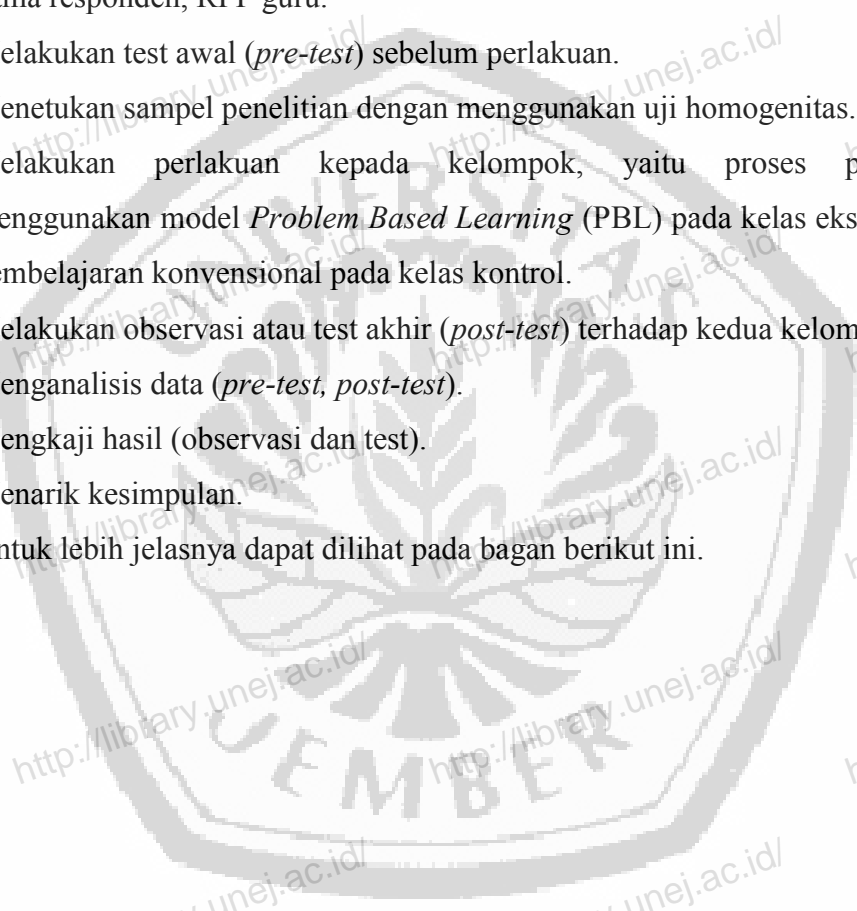 responden, RPP guru.
elakukan test awal (pre-test) sebelum perlakuan.
enetukan sampel penelitian dengan menggunakan uji homogenitas.
elakukan perlakuan kepada kelompok, yaitu proses p
enggunakan model Problem Based Learning (PBL) pada kelas eks
embelajaran konvensional pada kelas kontrol.
elakukan observasi atau test akhir (post-test) terhadap kedua kelom
enganalisis data (pre-test, post-test).
engkaji hasil (observasi dan test).
enarik kesimpulan.
ntuk lebih jelasnya dapat dilihat pada bagan berikut ini.
http://library.unej.ac.id/
UNIVERSITAS
JEMBER